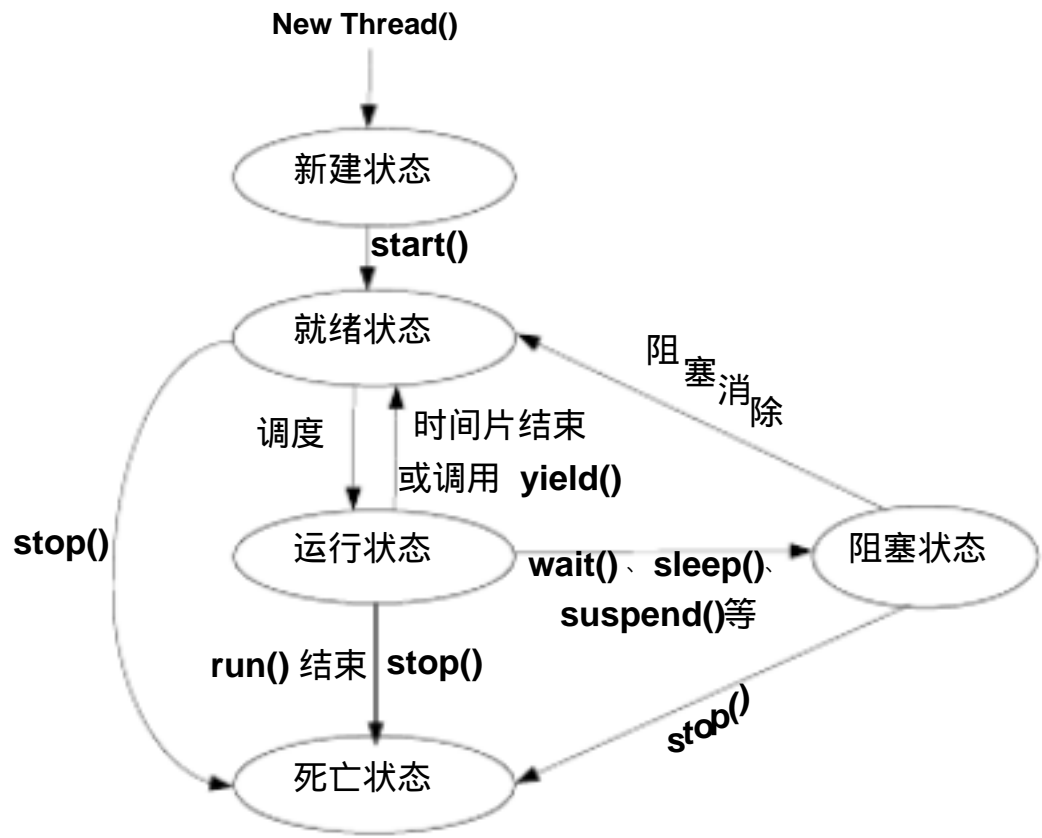 New Thread()
新建状态
start()
就绪状态
阻塞消除
调度
时间片结束
或调用 yield()
stop()
运行状态
wait()、sleep()、
suspend()等
阻塞状态
run() 结束
stop()
stop()
死亡状态